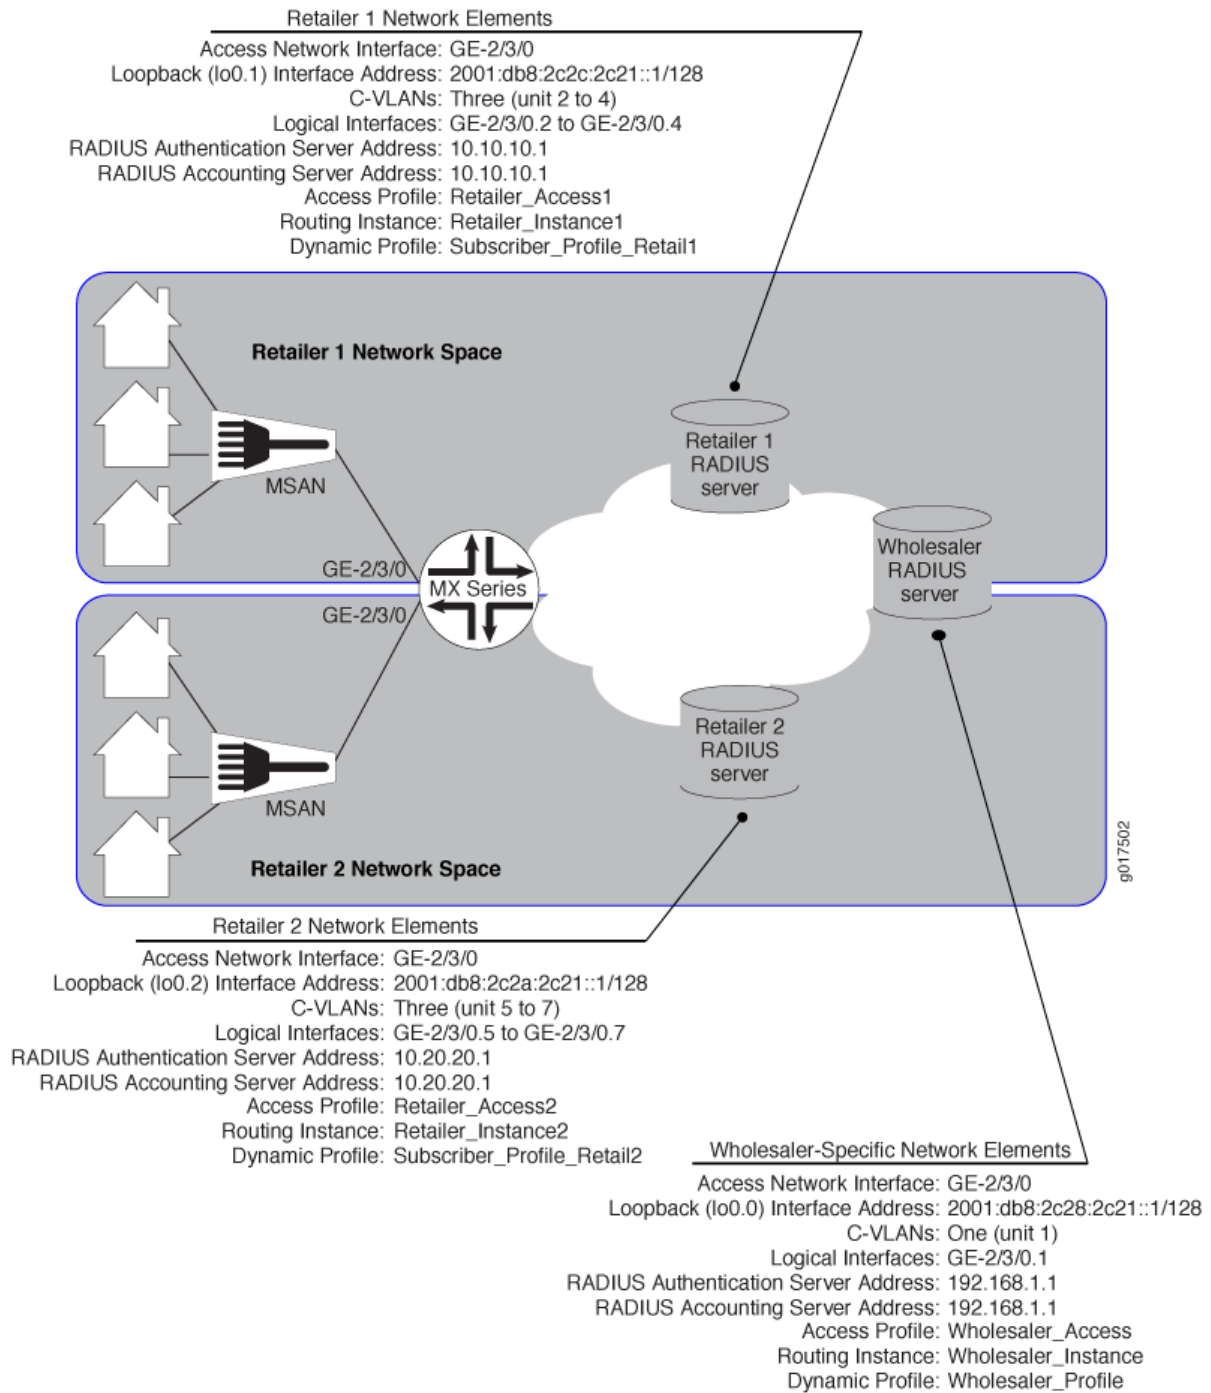 Retailer 1 Network Elements
Access Network Interface: GE-2/3/0
Loopback (lo0.1) Interface Address: 2001:db8:2c2c:2c21::1/128
C-VLANs: Three (unit 2 to 4)
Logical Interfaces: GE-2/3/0.2 to GE-2/3/0.4
RADIUS Authentication Server Address: 10.10.10.1
RADIUS Accounting Server Address: 10.10.10.1
Access Profile: Retailer_Access1
Routing Instance: Retailer_Instance1
Dynamic Profile: Subscriber_Profile_Retail1
Retailer 1 Network Space
Retailer 1
RADIUS
server
MSAN
Wholesaler
RADIUS
server
GE-2/3/0
MX Series
GE-2/3/0
Retailer 2
RADIUS
server
MSAN
Retailer 2 Network Space
g017502
Retailer 2 Network Elements
Access Network Interface: GE-2/3/0
Loopback (lo0.2) Interface Address: 2001:db8:2c2a:2c21::1/128
C-VLANs: Three (unit 5 to 7)
Logical Interfaces: GE-2/3/0.5 to GE-2/3/0.7
RADIUS Authentication Server Address: 10.20.20.1
RADIUS Accounting Server Address: 10.20.20.1
Access Profile: Retailer_Access2
Routing Instance: Retailer_Instance2
Dynamic Profile: Subscriber_Profile_Retail2
Wholesaler-Specific Network Elements
Access Network Interface: GE-2/3/0
Loopback (lo0.0) Interface Address: 2001:db8:2c28:2c21::1/128
C-VLANs: One (unit 1)
Logical Interfaces: GE-2/3/0.1
RADIUS Authentication Server Address: 192.168.1.1
RADIUS Accounting Server Address: 192.168.1.1
Access Profile: Wholesaler_Access
Routing Instance: Wholesaler_Instance
Dynamic Profile: Wholesaler_Profile